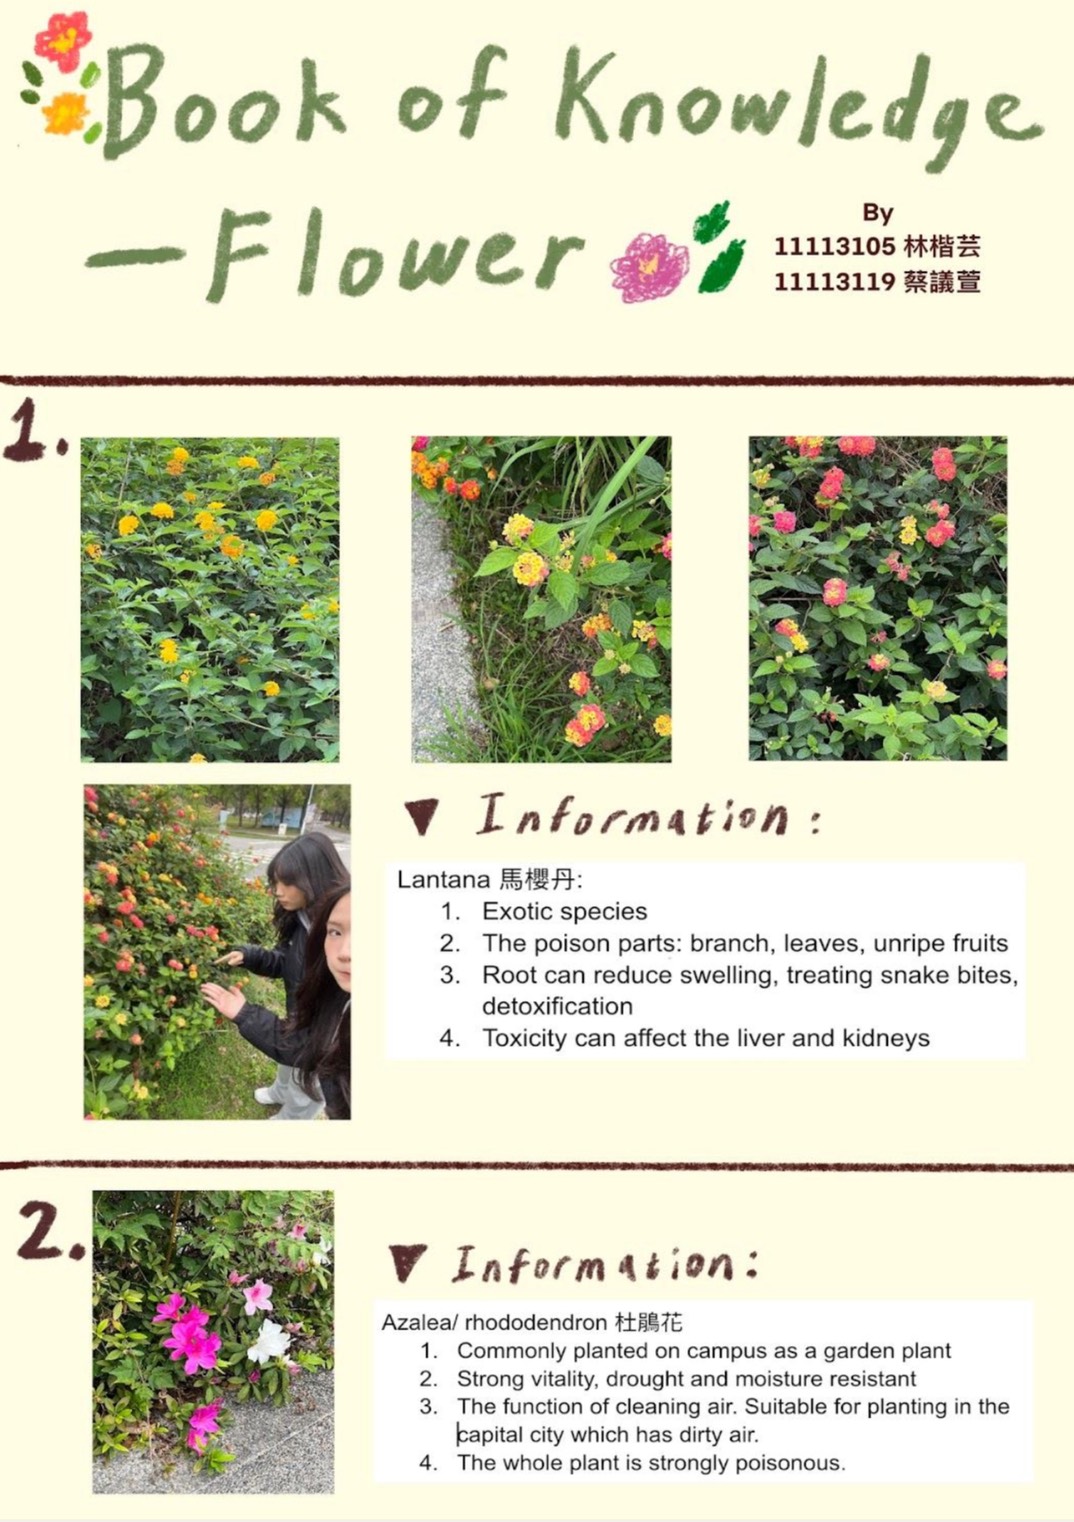 Book of Knowledge
—Flower
By
11113105 林楷芸
11113119 蔡議萱
1.
▼ Information:
Lantana 馬櫻丹:
1. Exotic species
2. The poison parts: branch, leaves, unripe fruits
3. Root can reduce swelling, treating snake bites,
detoxification
4. Toxicity can affect the liver and kidneys
2.
▼ Information:
Azalea/ rhododendron 杜鵑花
1. Commonly planted on campus as a garden plant
2. Strong vitality, drought and moisture resistant
3. The function of cleaning air. Suitable for planting in the
capital city which has dirty air.
4. The whole plant is strongly poisonous.